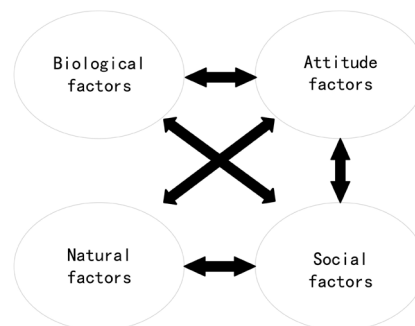 Biological
factors
Attitude
factors
Natural
factors
Social
factors